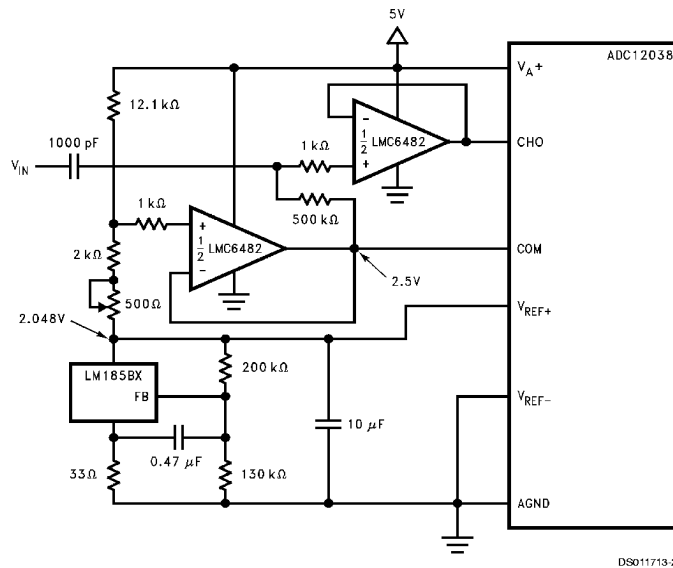 5V
ADC12038
V_A+
12.1 kΩ
1000 pF
1 kΩ
1/2 LMC6482
CHO
V_IN
500 kΩ
1 kΩ
1/2 LMC6482
COM
2 kΩ
2.5V
500Ω
V_REF+
2.048V
LM185BX
FB
200 kΩ
V_REF-
10 μF
33Ω
0.47 μF
130 kΩ
AGND
DS011713-2